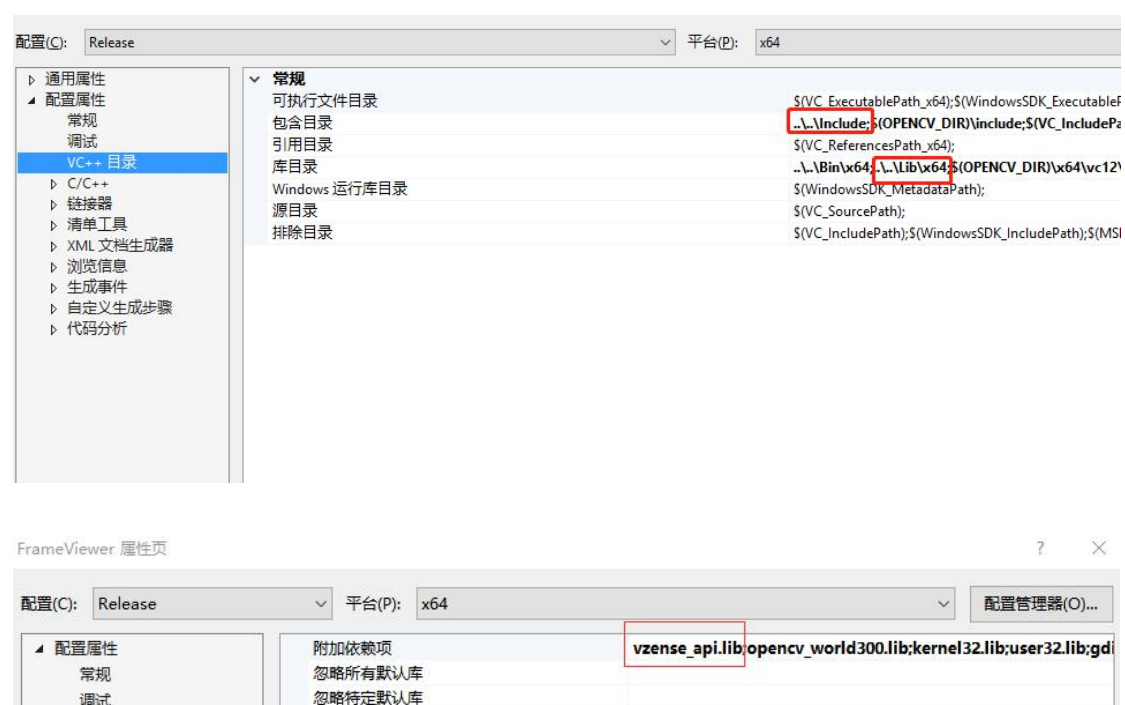 配置(C): Release 平台(P): x64
通用属性
配置属性
常规
调试
VC++ 目录
C/C++
链接器
清单工具
XML 文档生成器
浏览信息
生成事件
自定义生成步骤
代码分析
常规
可执行文件目录 $(VC_ExecutablePath_x64);$(WindowsSDK_ExecutableP
包含目录 ..\..\Include;$(OPENCV_DIR)\include;$(VC_IncludePa
引用目录 $(VC_ReferencesPath_x64);
库目录 ..\..\Bin\x64;..\..\Lib\x64;$(OPENCV_DIR)\x64\vc12\
Windows 运行库目录 $(WindowsSDK_MetadataPath);
源目录 $(VC_SourcePath);
排除目录 $(VC_IncludePath);$(WindowsSDK_IncludePath);$(MSI
FrameViewer 属性页 ? ×
配置(C): Release 平台(P): x64 配置管理器(O)...
配置属性
常规
调试
附加依赖项 vzense_api.lib;opencv_world300.lib;kernel32.lib;user32.lib;gdi
忽略所有默认库
忽略特定默认库